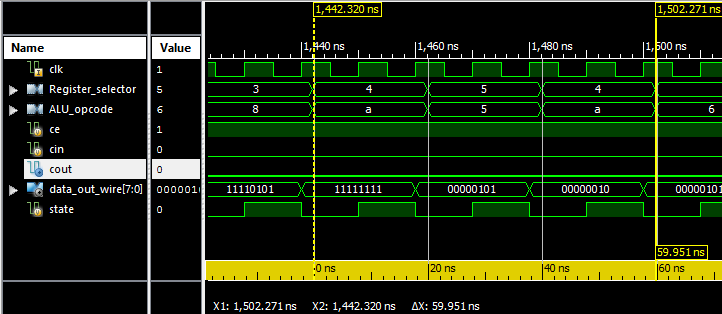 1,442.320 ns 1,502.271 ns
Name Value 1,440 ns 1,460 ns 1,480 ns 1,500 ns
clk 1
Register_selector 5 3 4 5 4 5
ALU_opcode 6 8 a 5 a 6
ce 1
cin 0
cout 0
data_out_wire[7:0] 0000010 11110101 11111111 00000101 00000010 00000101
state 0
59.951 ns
0 ns 20 ns 40 ns 60 ns
X1: 1,502.271 ns X2: 1,442.320 ns ΔX: 59.951 ns